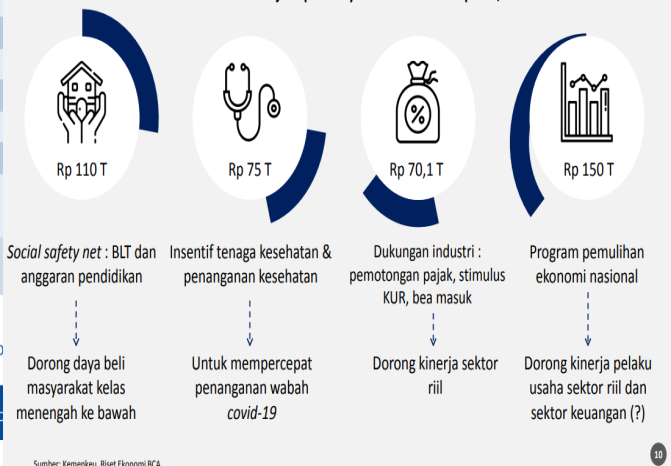 Rp 110 T
Rp 75 T
Rp 70,1 T
Rp 150 T
Social safety net : BLT dan
anggaran pendidikan
Insentif tenaga kesehatan &
penanganan kesehatan
Dukungan industri :
pemotongan pajak, stimulus
KUR, bea masuk
Program pemulihan
ekonomi nasional
Dorong daya beli
masyarakat kelas
menengah ke bawah
Untuk mempercepat
penanganan wabah
covid-19
Dorong kinerja sektor
riil
Dorong kinerja pelaku
usaha sektor riil dan
sektor keuangan (?)
Sumber: Kemenkeu, Riset Ekonomi BCA
10